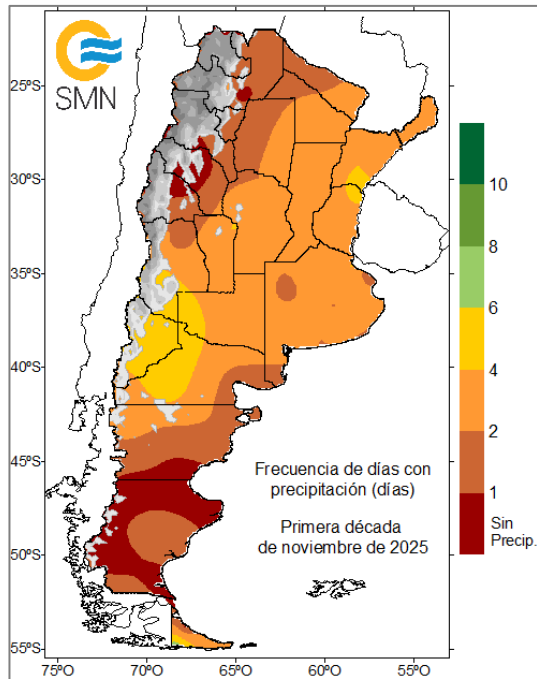 SMN
25ºS
30ºS
35ºS
40ºS
45ºS
50ºS
55ºS
75ºO
70ºO
65ºO
60ºO
55ºO
10
8
6
4
2
1
Sin
Precip.
Frecuencia de días con
precipitación (días)
Primera década
de noviembre de 2025